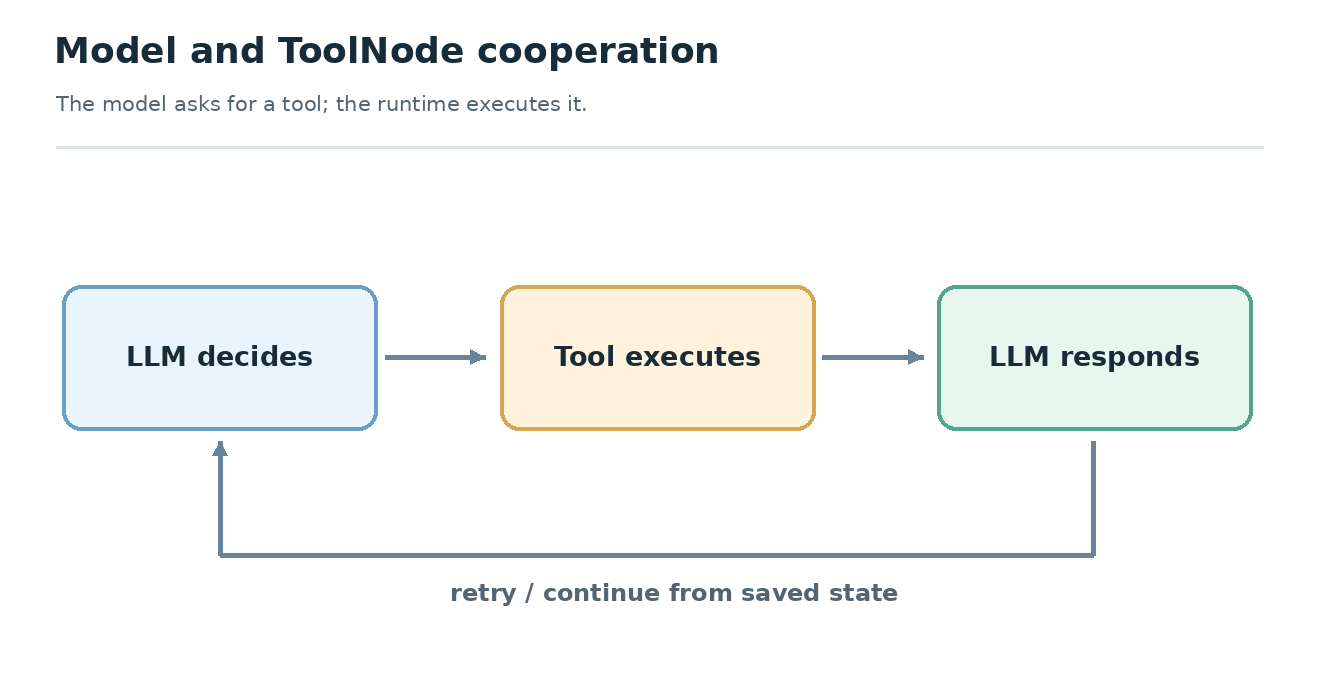 Model and ToolNode cooperation
The model asks for a tool; the runtime executes it.
LLM decides
Tool executes
LLM responds
retry / continue from saved state